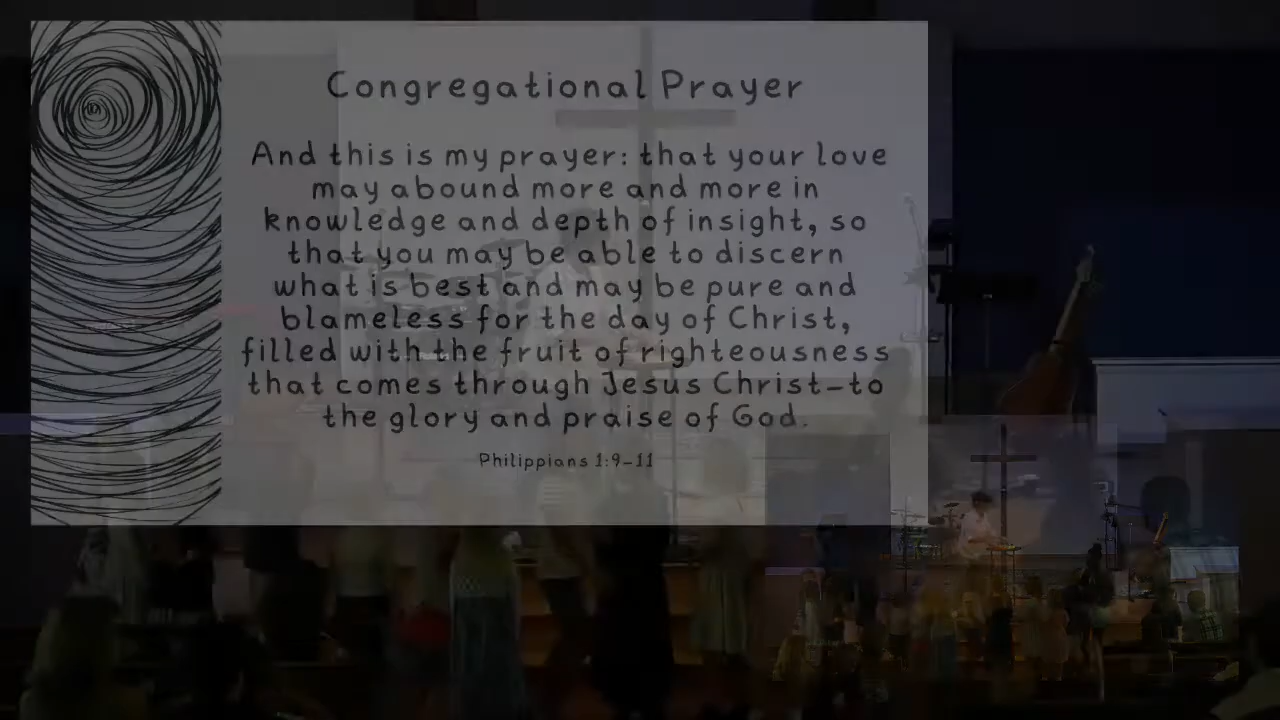 Congregational Prayer
And this is my prayer: that your love
may abound more and more in
knowledge and depth of insight, so
that you may be able to discern
what is best and may be pure and
blameless for the day of Christ,
filled with the fruit of righteousness
that comes through Jesus Christ—to
the glory and praise of God.
Philippians 1:9-11